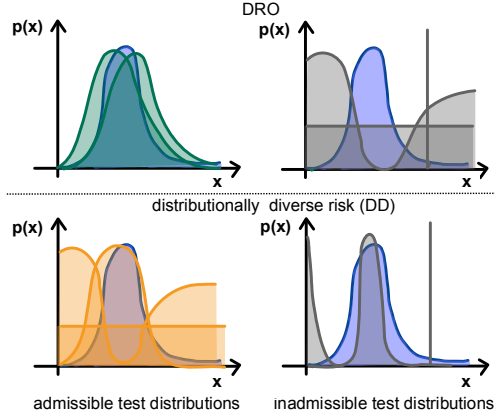 DRO
p(x) p(x)
x x
distributionally diverse risk (DD)
p(x) p(x)
x x
admissible test distributions inadmissible test distributions